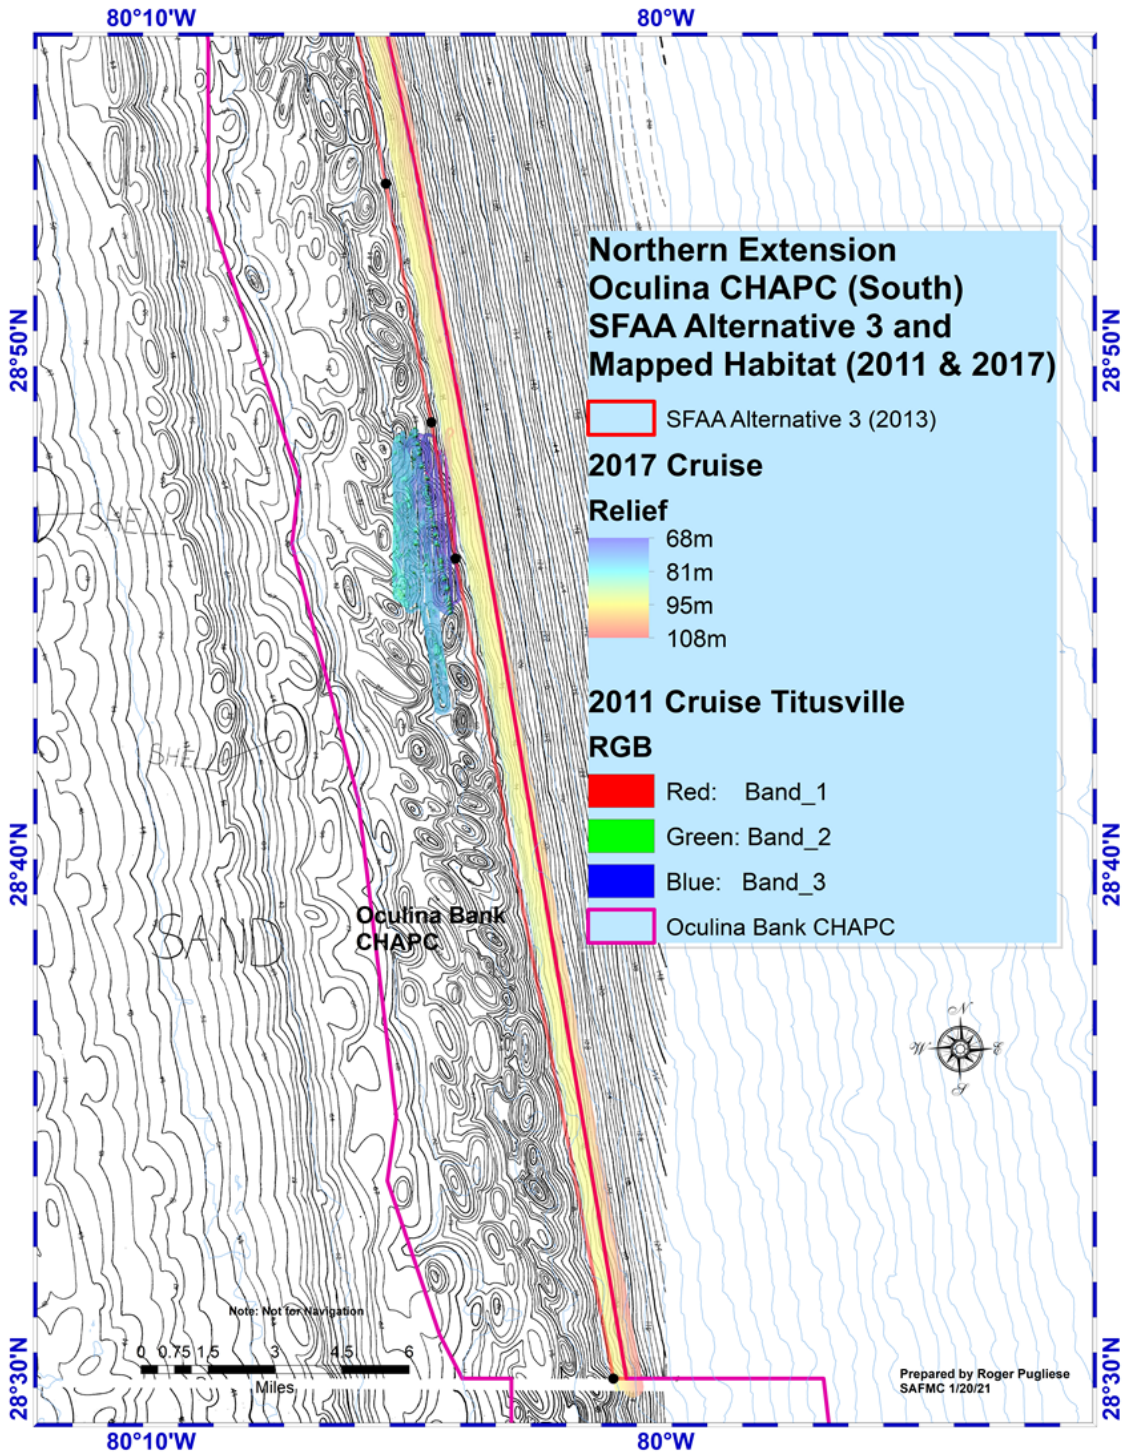 80°10'W 80°W
Northern Extension
Oculina CHAPC (South)
SFAA Alternative 3 and
Mapped Habitat (2011 & 2017)
SFAA Alternative 3 (2013)
2017 Cruise
Relief
68m
81m
95m
108m
2011 Cruise Titusville
RGB
Red: Band_1
Green: Band_2
Blue: Band_3
Oculina Bank CHAPC
28°50'N 28°50'N
SHELL
SHELL
28°40'N 28°40'N
Oculina Bank
CHAPC
SAND
N
W E
S
Note: Not for Navigation
0 0.75 1.5 3 4.5 6
Miles
28°30'N 28°30'N
Prepared by Roger Pugliese
SAFMC 1/20/21
80°10'W 80°W